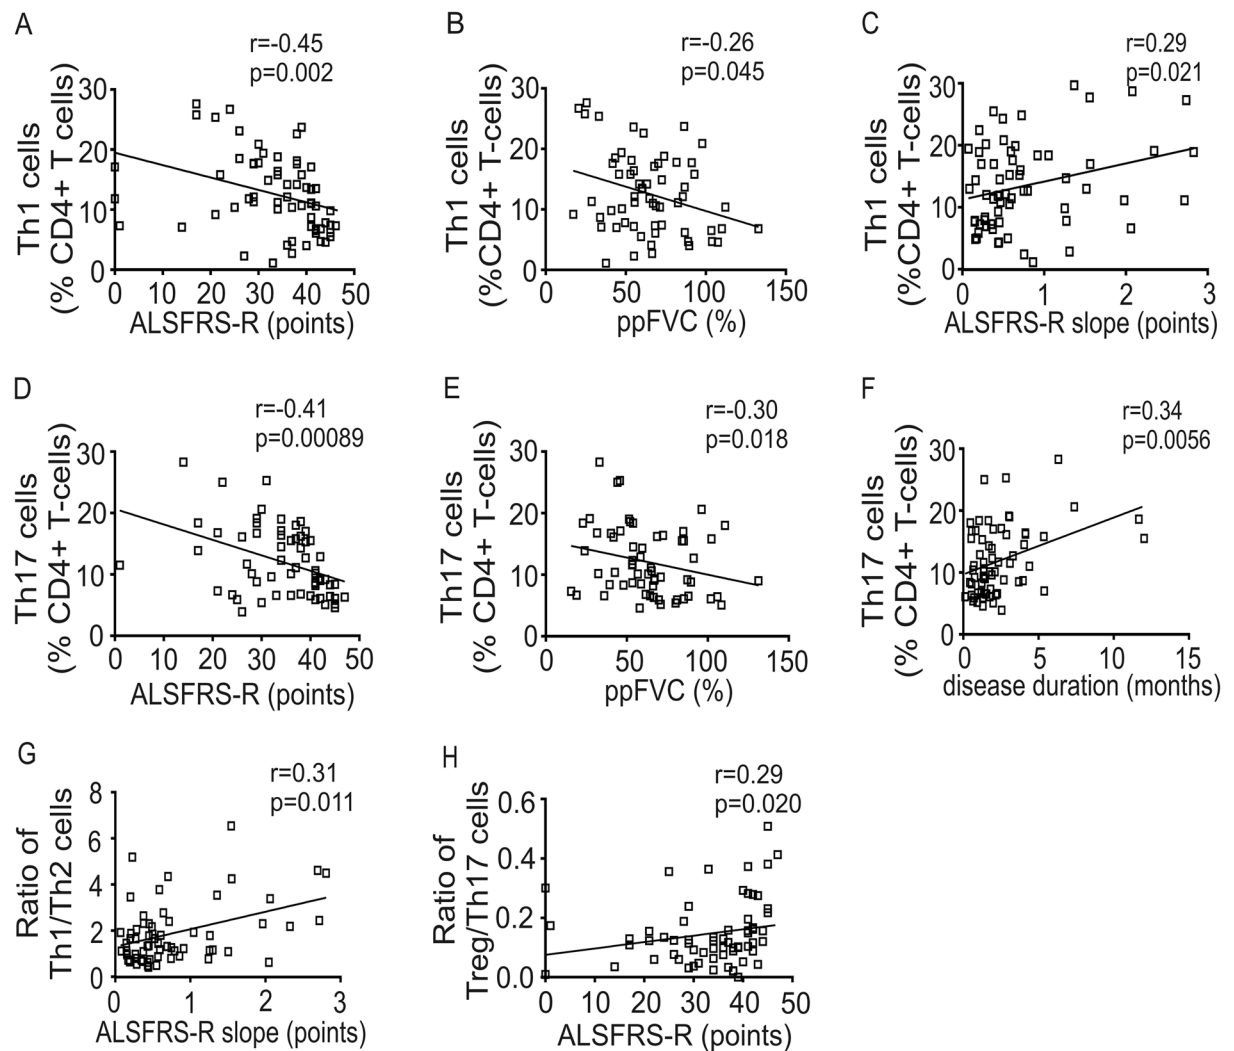 A
r=-0.45
p=0.002
Th1 cells
(% CD4+ T cells)
30
20
10
0
0 10 20 30 40 50
ALSFRS-R (points)
B
r=-0.26
p=0.045
Th1 cells
(%CD4+ T-cells)
30
20
10
0
0 50 100 150
ppFVC (%)
C
r=0.29
p=0.021
Th1 cells
(%CD4+ T-cells)
30
20
10
0
0 1 2 3
ALSFRS-R slope (points)
D
r=-0.41
p=0.00089
Th17 cells
(% CD4+ T-cells)
30
20
10
0
0 10 20 30 40 50
ALSFRS-R (points)
E
r=-0.30
p=0.018
Th17 cells
(% CD4+ T-cells)
30
20
10
0
0 50 100 150
ppFVC (%)
F
r=0.34
p=0.0056
Th17 cells
(% CD4+ T-cells)
30
20
10
0
0 5 10 15
disease duration (months)
G
r=0.31
p=0.011
Ratio of
Th1/Th2 cells
8
6
4
2
0
0 1 2 3
ALSFRS-R slope (points)
H
r=0.29
p=0.020
Ratio of
Treg/Th17 cells
0.6
0.4
0.2
0.0
0 10 20 30 40 50
ALSFRS-R (points)